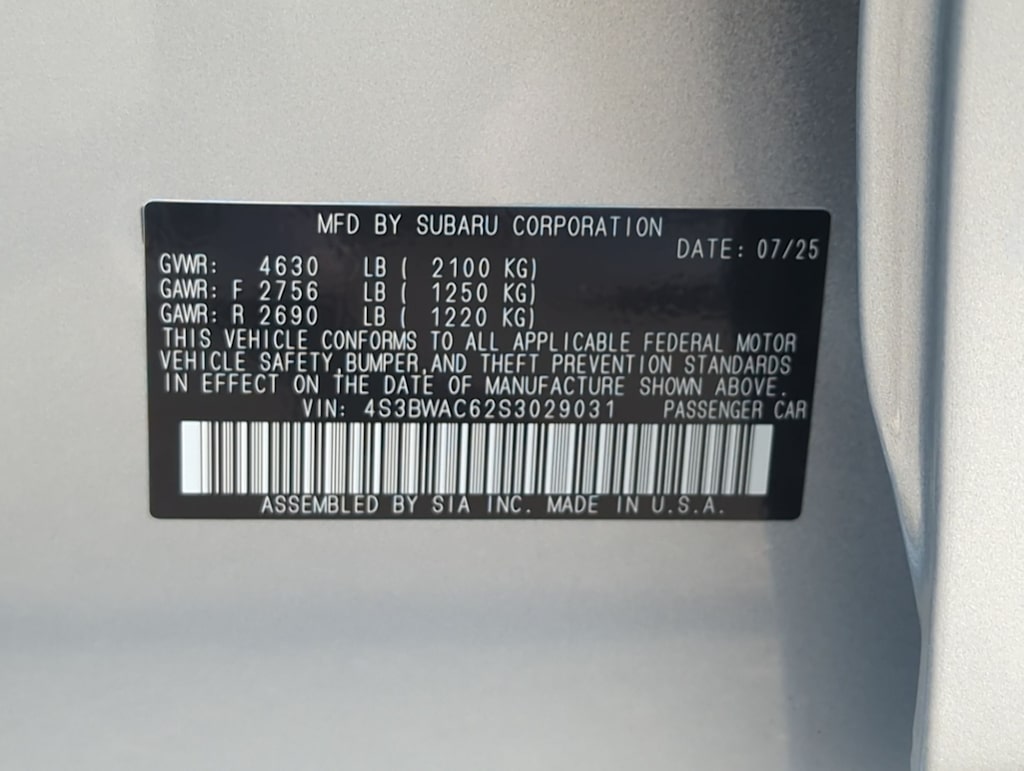 MFD BY SUBARU CORPORATION
DATE: 07/25
GVWR: 4630 LB ( 2100 KG)
GAWR: F 2756 LB ( 1250 KG)
GAWR: R 2690 LB ( 1220 KG)
THIS VEHICLE CONFORMS TO ALL APPLICABLE FEDERAL MOTOR
VEHICLE SAFETY,BUMPER,AND THEFT PREVENTION STANDARDS
IN EFFECT ON THE DATE OF MANUFACTURE SHOWN ABOVE.
VIN: 4S3BWAC62S3029031 PASSENGER CAR
ASSEMBLED BY SIA INC. MADE IN U.S.A.